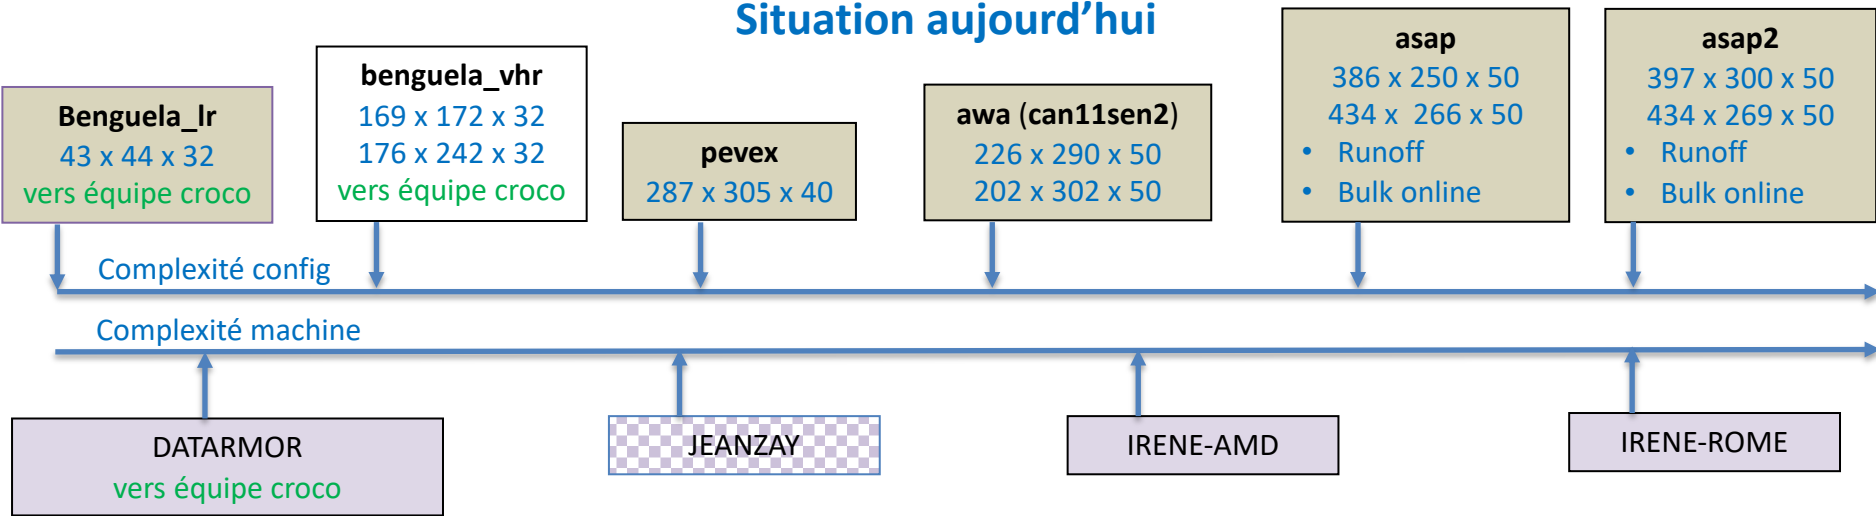 Situation aujourd’hui
Benguela_lr
43 x 44 x 32
vers équipe croco
benguela_vhr
169 x 172 x 32
176 x 242 x 32
vers équipe croco
pevex
287 x 305 x 40
awa (can11sen2)
226 x 290 x 50
202 x 302 x 50
asap
386 x 250 x 50
434 x 266 x 50
• Runoff
• Bulk online
asap2
397 x 300 x 50
434 x 269 x 50
• Runoff
• Bulk online
Complexité config
Complexité machine
DATARMOR
vers équipe croco
JEANZAY
IRENE-AMD
IRENE-ROME